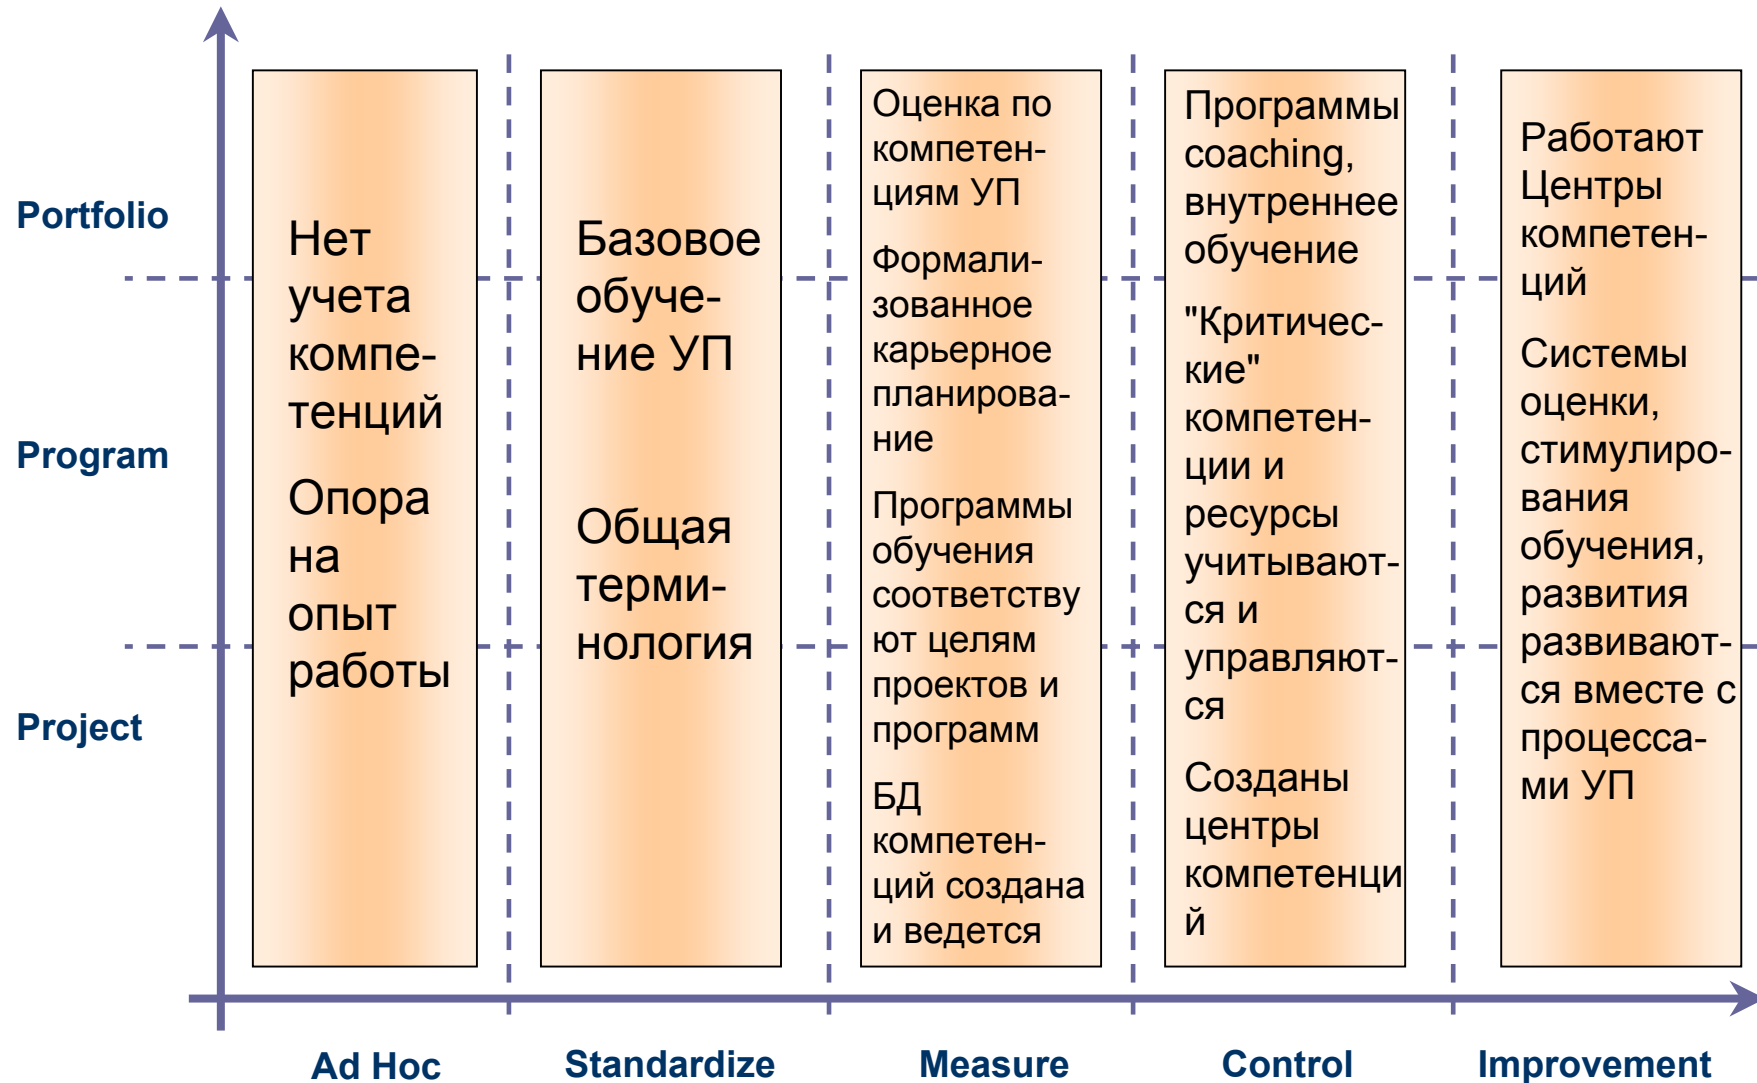 Portfolio
Program
Project
Нет
учета
компе-
тенций
Опора
на
опыт
работы
Базовое
обуче-
ние УП
Общая
терми-
нология
Оценка по
компетен-
циям УП
Формали-
зованное
карьерное
планирова-
ние
Программы
обучения
соответству
ют целям
проектов и
программ
БД
компетен-
ций создана
и ведется
Программы
coaching,
внутреннее
обучение
"Критичес-
кие"
компетен-
ции и
ресурсы
учитывают-
ся и
управляют-
ся
Созданы
центры
компетенци
й
Работают
Центры
компетен-
ций
Системы
оценки,
стимулиро-
вания
обучения,
развития
развивают-
ся вместе с
процесса-
ми УП
Ad Hoc
Standardize
Measure
Control
Improvement